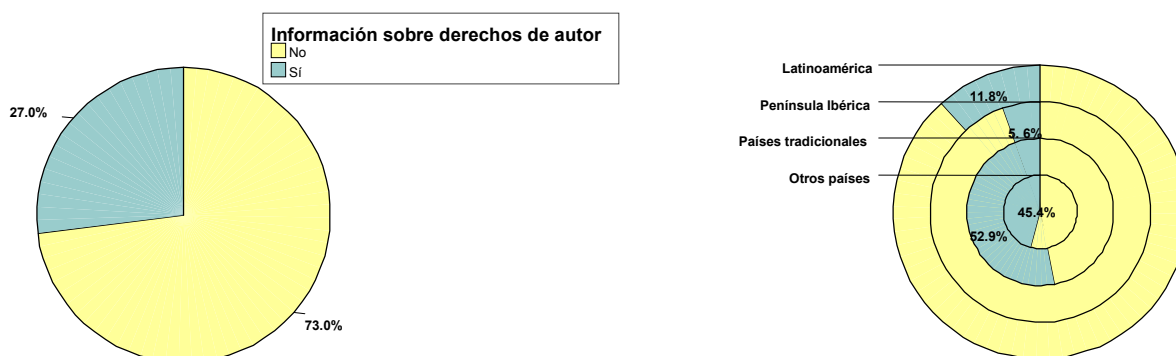 Información sobre derechos de autor
No
Sí
27.0%
73.0%
Latinoamérica
Península Ibérica
Países tradicionales
Otros países
11.8%
5. 6%
45.4%
52.9%